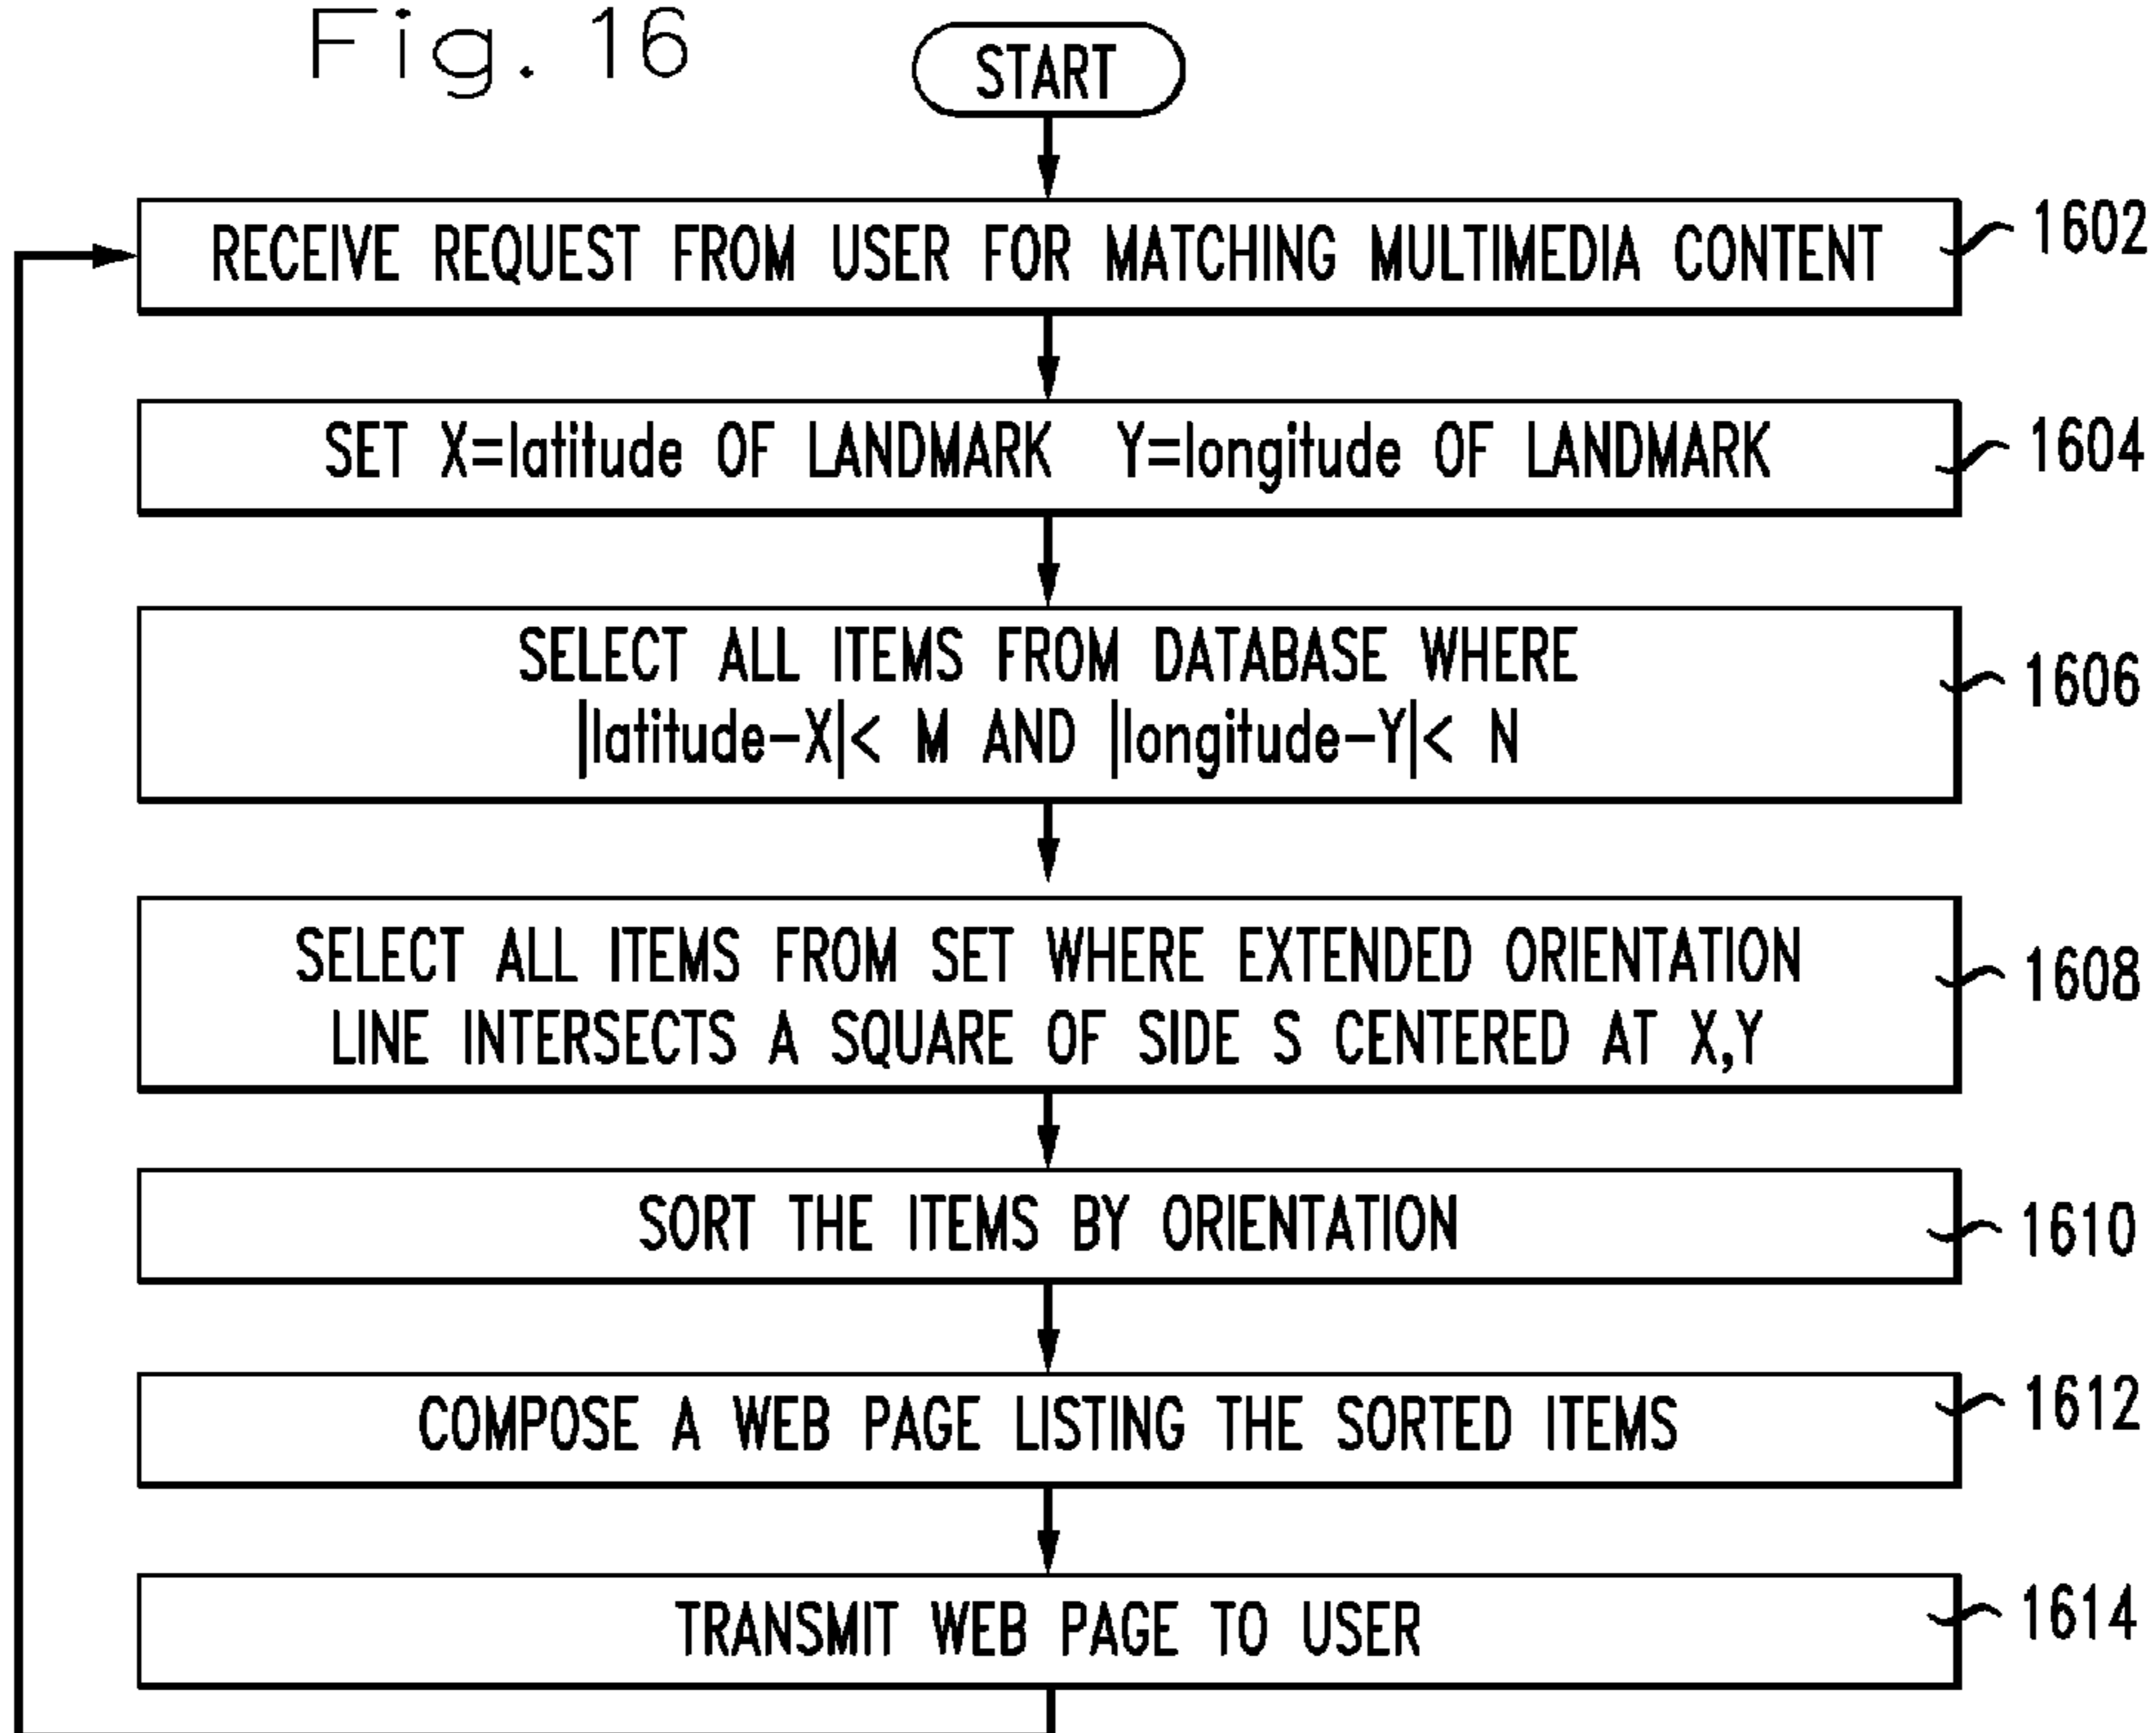 Fig. 16
START
RECEIVE REQUEST FROM USER FOR MATCHING MULTIMEDIA CONTENT
1602
SET X=latitude OF LANDMARK Y=longitude OF LANDMARK
1604
SELECT ALL ITEMS FROM DATABASE WHERE
|latitude-X|< M AND |longitude-Y|< N
1606
SELECT ALL ITEMS FROM SET WHERE EXTENDED ORIENTATION
LINE INTERSECTS A SQUARE OF SIDE S CENTERED AT X,Y
1608
SORT THE ITEMS BY ORIENTATION
1610
COMPOSE A WEB PAGE LISTING THE SORTED ITEMS
1612
TRANSMIT WEB PAGE TO USER
1614